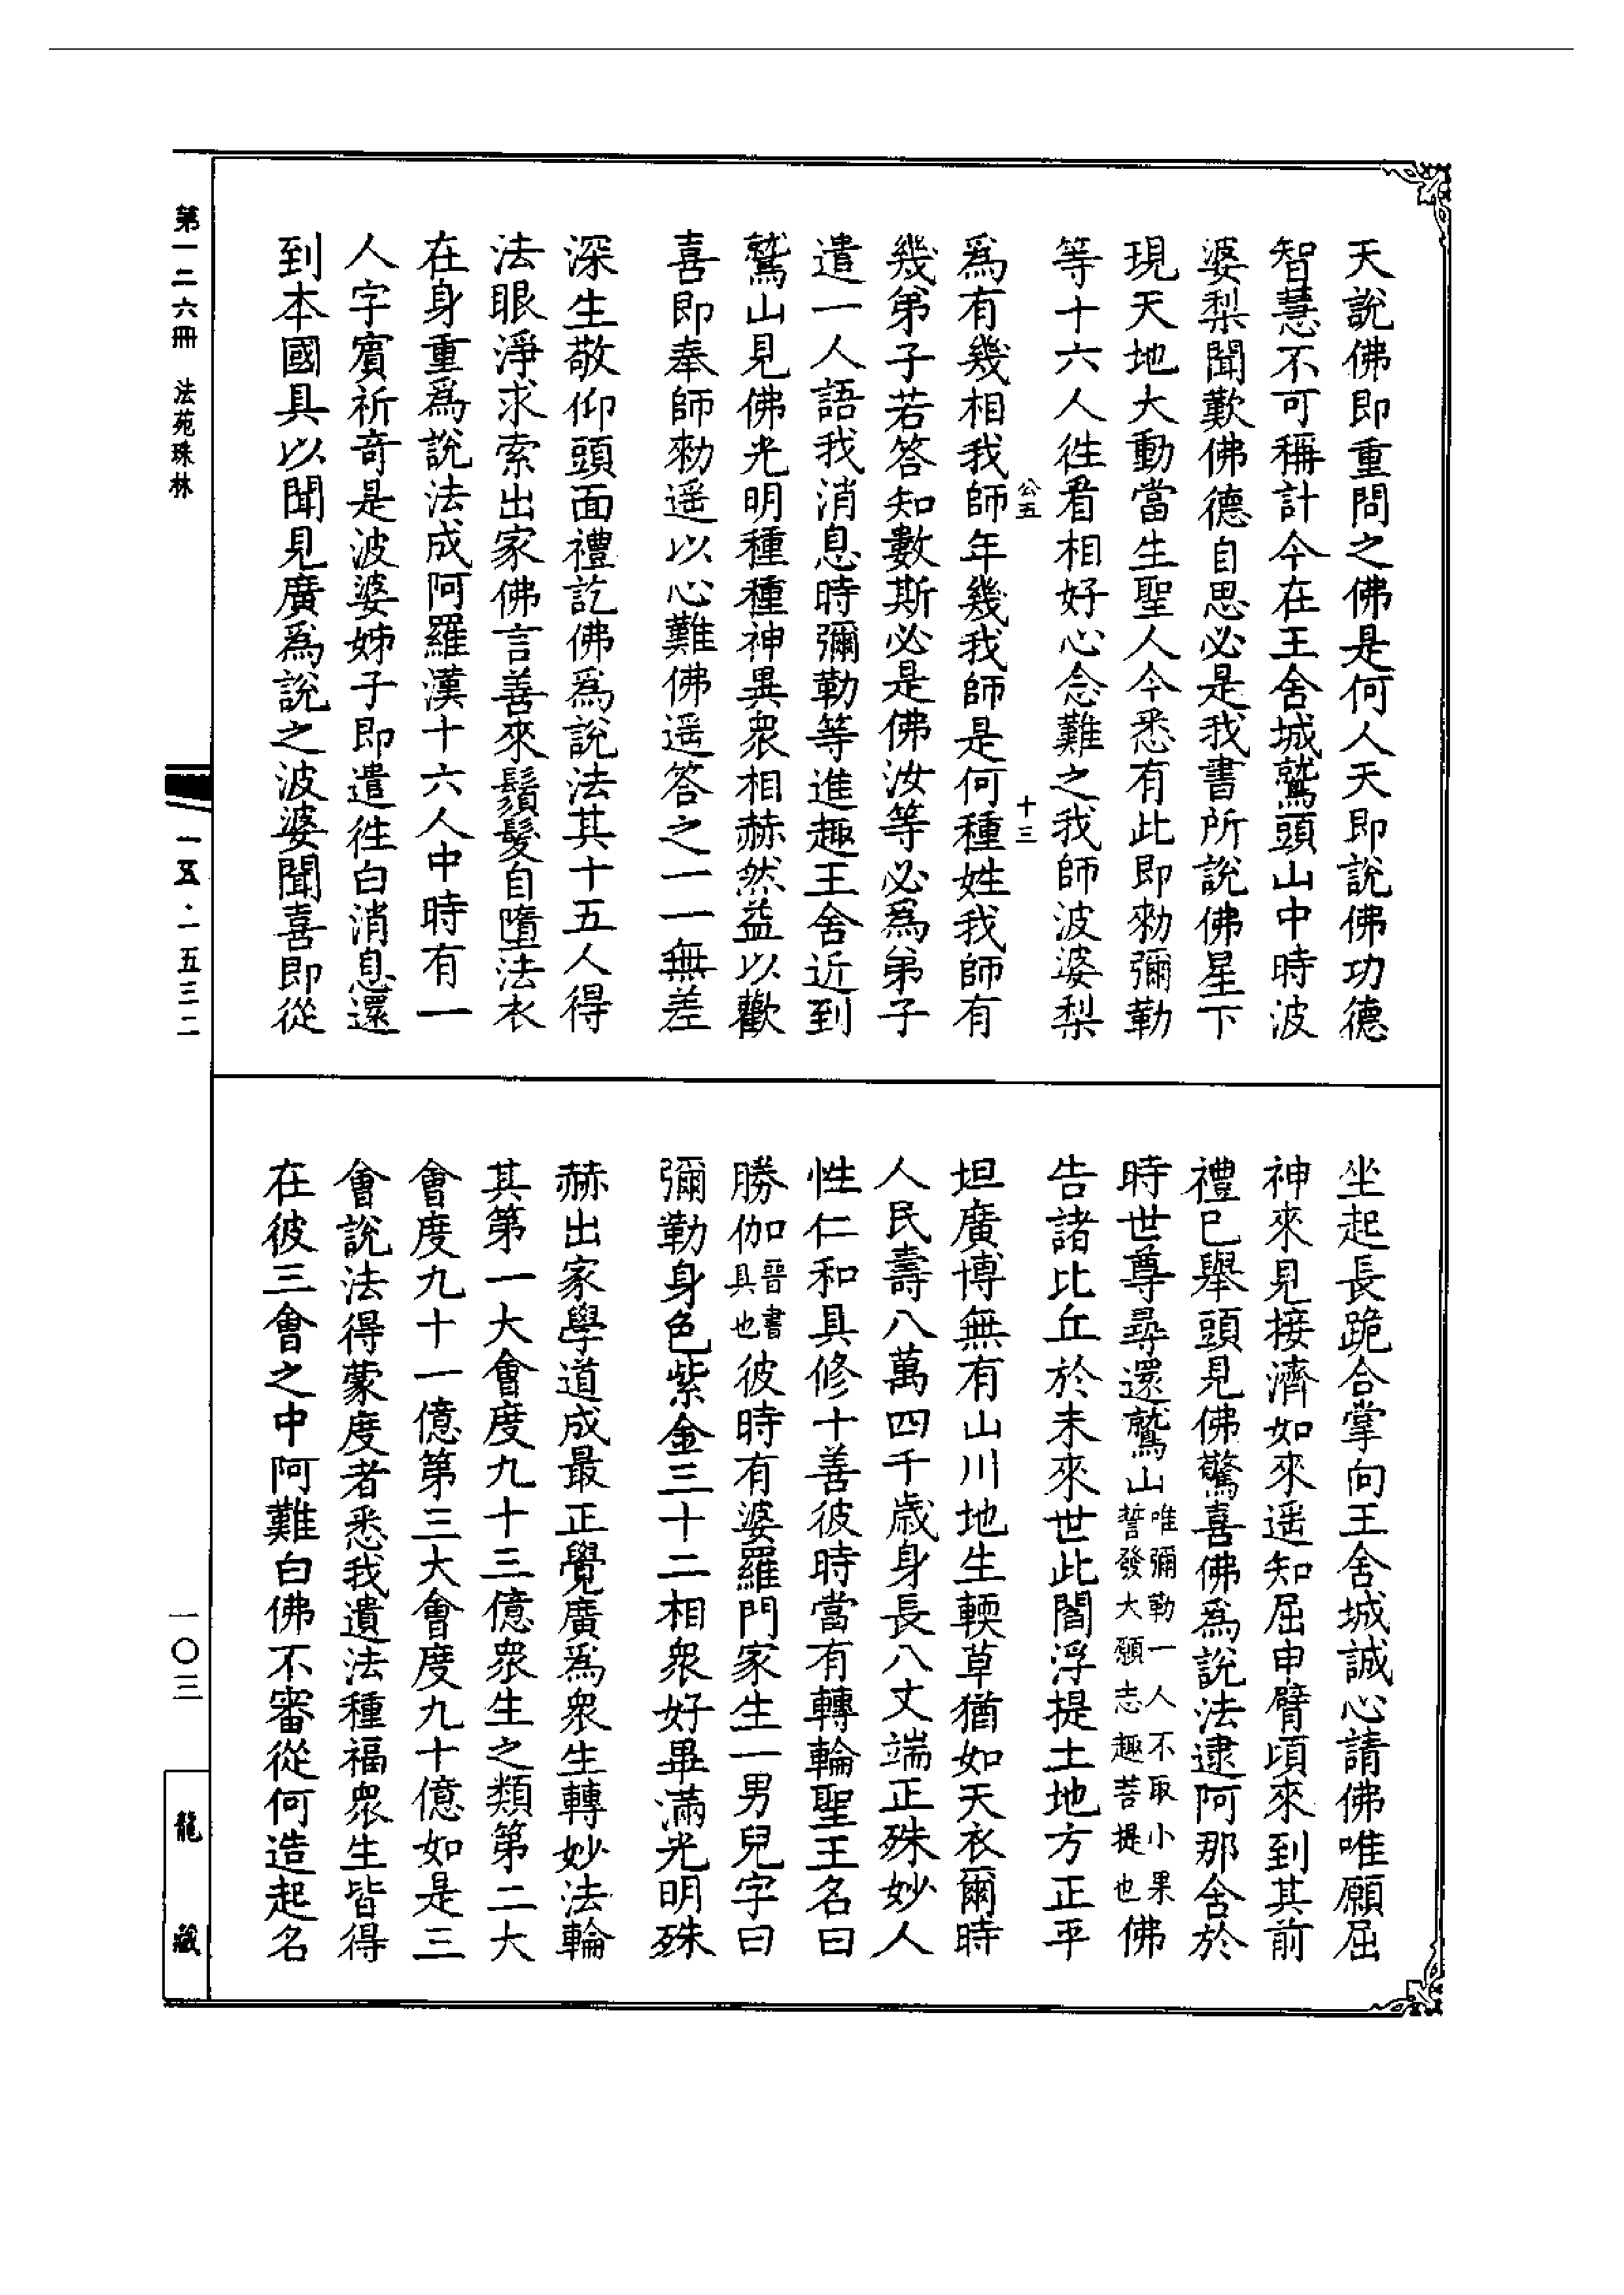 天說佛即重問之佛是何人天即說佛功德
智慧不可稱計今在王舍城鷲頭山中時波
婆梨聞歎佛德自思必是我書所說佛星下
現天地大動當生聖人今悉有此即勑彌勒
等十六人徃看相好心念難之我師波婆梨
公五　十三
爲有幾相我師年幾我師是何種姓我師有
幾弟子若答知數斯必是佛汝等必爲弟子
遣一人語我消息時彌勒等進趣王舍近到
鷲山見佛光明種種神異衆相赫然益以歡
喜即奉師勑遥以心難佛遥答之一一無差
深生敬仰頭面禮訖佛爲說法其十五人得
法眼淨求索出家佛言善來鬚髮自墮法衣
在身重爲說法成阿羅漢十六人中時有一
人字賓祈奇是波婆姊子即遣徃白消息還
到本國具以聞見廣爲說之波婆聞喜即從
坐起長跪合掌向王舍城誠心請佛唯願屈
神來見接濟如來遥知屈申臂頃來到其前
禮已舉頭見佛驚喜佛爲說法逮阿那含於
時世尊尋還鷲山唯彌勒一人不取小果誓發大願志趣菩提也佛
告諸比丘於未來世此閻浮提土地方正平
坦廣博無有山川地生輭草猶如天衣爾時
人民壽八萬四千歲身長八丈端正殊妙人
性仁和具修十善彼時當有轉輪聖王名曰
勝伽晉書具也彼時有婆羅門家生一男兒字曰
彌勒身色紫金三十二相衆好畢滿光明殊
赫出家學道成最正覺廣爲衆生轉妙法輪
其第一大會度九十三億衆生之類第二大
會度九十一億第三大會度九十億如是三
會說法得蒙度者悉我遺法種福衆生皆得
在彼三會之中阿難白佛不審從何造起名
第一二六冊　法苑珠林
一五·一五三二
一〇三
龍藏